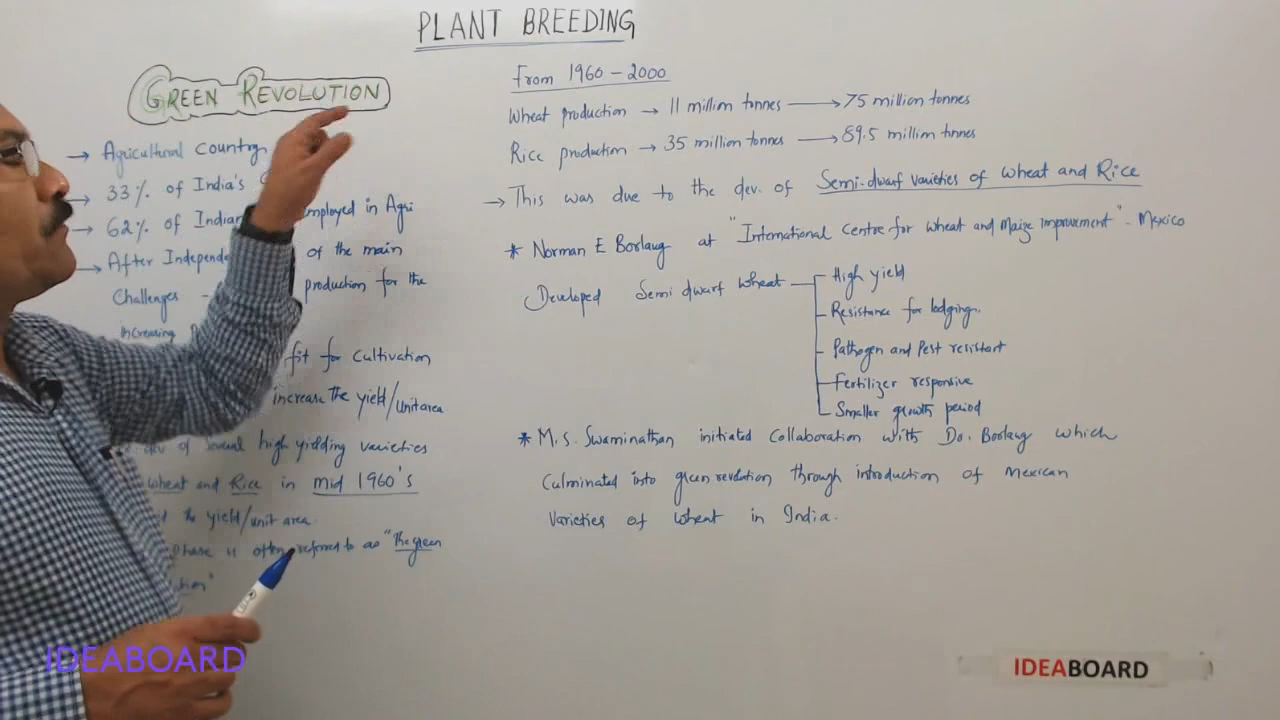 PLANT BREEDING
GREEN REVOLUTION
→ Agricultural Country
→ 33% of India's
→ 62% of Indian employed in Agri
→ After Independe of the main
Challenges - production for the
increasing
fit for cultivation
increase the yield/unit area
dev of several high yielding varieties
wheat and Rice in mid 1960's
the yield/unit area.
Phase is often referred to as "The green
From 1960 - 2000
Wheat production → 11 million tonnes → 75 million tonnes
Rice production → 35 million tonnes → 89.5 million tonnes
→ This was due to the dev. of Semi-dwarf varieties of wheat and Rice
* Norman E Borlaug at "International Centre for Wheat and Maize Improvement" - Mexico
Developed Semi dwarf wheat
High yield
Resistance for lodging.
Pathogen and Pest resistant
Fertilizer responsive
Smaller growth period
* M.S. Swaminathan initiated Collaboration with Dr. Borlaug which
Culminated into green revolution through introduction of Mexican
Varieties of wheat in India.
IDEABOARD
IDEABOARD